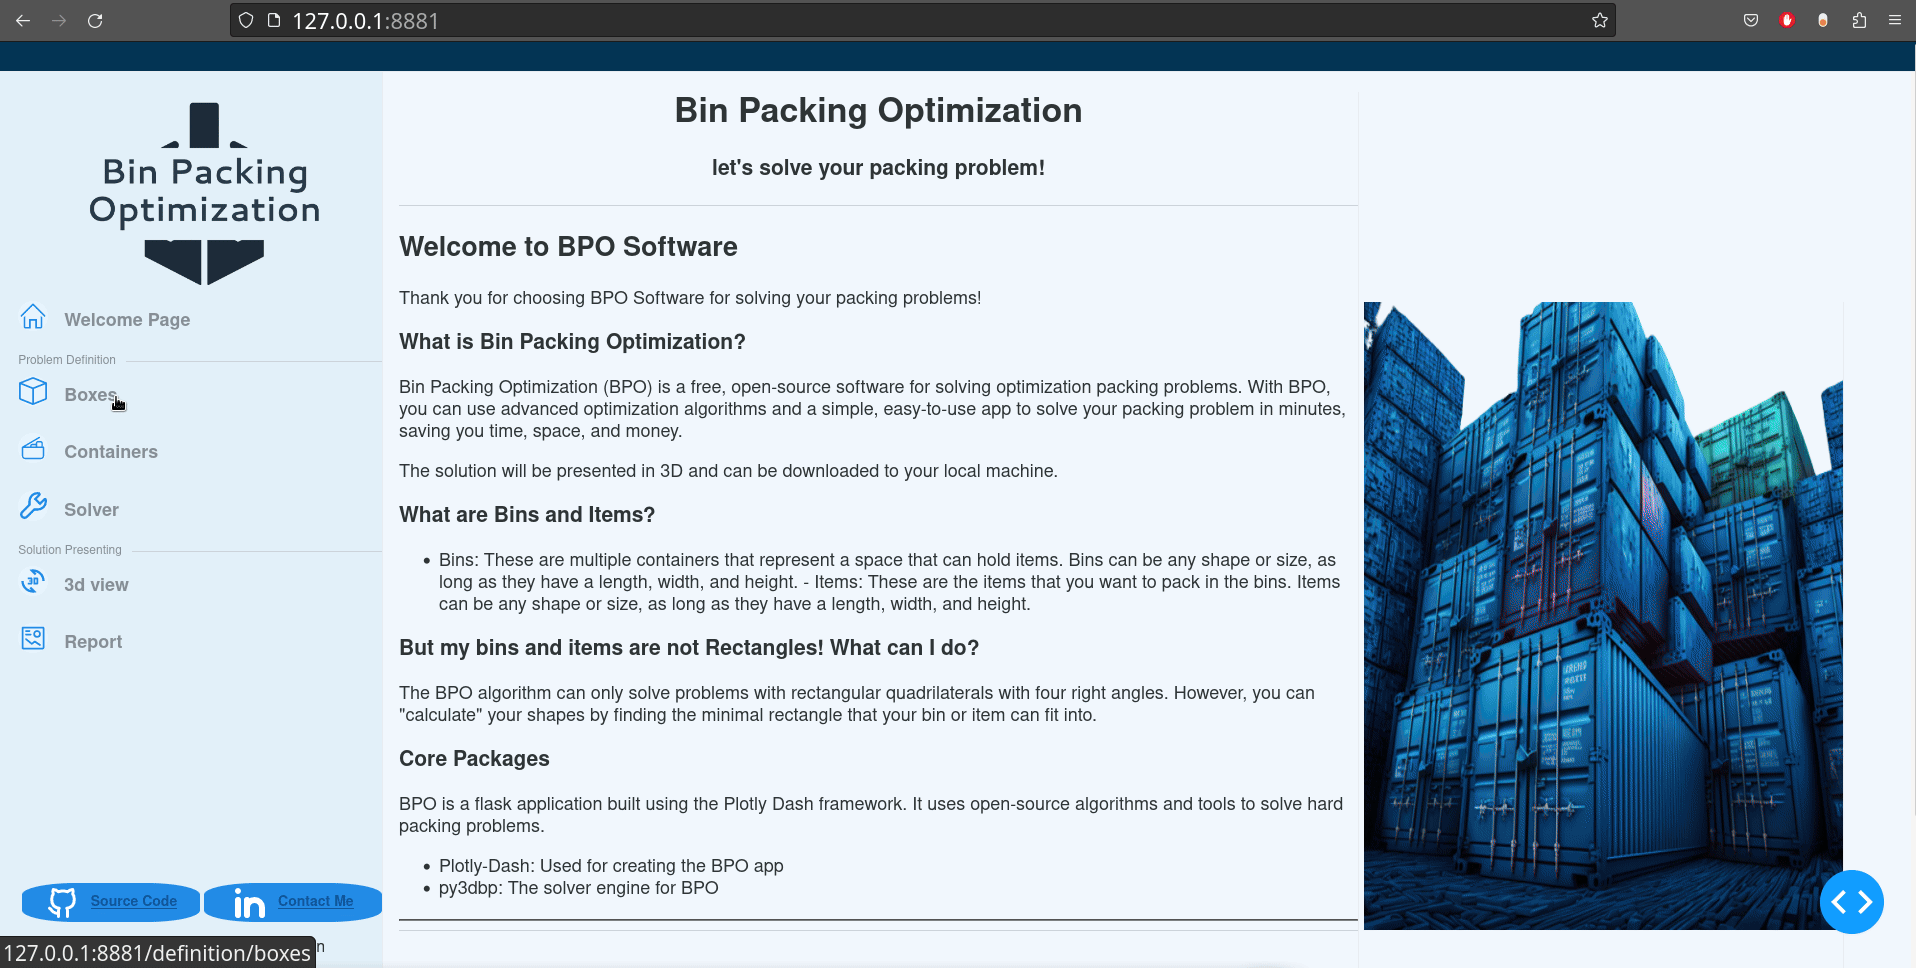 127.0.0.1:8881
Bin Packing
Optimization
Welcome Page
Problem Definition
Boxes
Containers
Solver
Solution Presenting
3d view
Report
Source Code
Contact Me
n
127.0.0.1:8881/definition/boxes
Bin Packing Optimization
let's solve your packing problem!
Welcome to BPO Software
Thank you for choosing BPO Software for solving your packing problems!
What is Bin Packing Optimization?
Bin Packing Optimization (BPO) is a free, open-source software for solving optimization packing problems. With BPO,
you can use advanced optimization algorithms and a simple, easy-to-use app to solve your packing problem in minutes,
saving you time, space, and money.
The solution will be presented in 3D and can be downloaded to your local machine.
What are Bins and Items?
• Bins: These are multiple containers that represent a space that can hold items. Bins can be any shape or size, as
long as they have a length, width, and height. - Items: These are the items that you want to pack in the bins. Items
can be any shape or size, as long as they have a length, width, and height.
But my bins and items are not Rectangles! What can I do?
The BPO algorithm can only solve problems with rectangular quadrilaterals with four right angles. However, you can
"calculate" your shapes by finding the minimal rectangle that your bin or item can fit into.
Core Packages
BPO is a flask application built using the Plotly Dash framework. It uses open-source algorithms and tools to solve hard
packing problems.
• Plotly-Dash: Used for creating the BPO app
• py3dbp: The solver engine for BPO